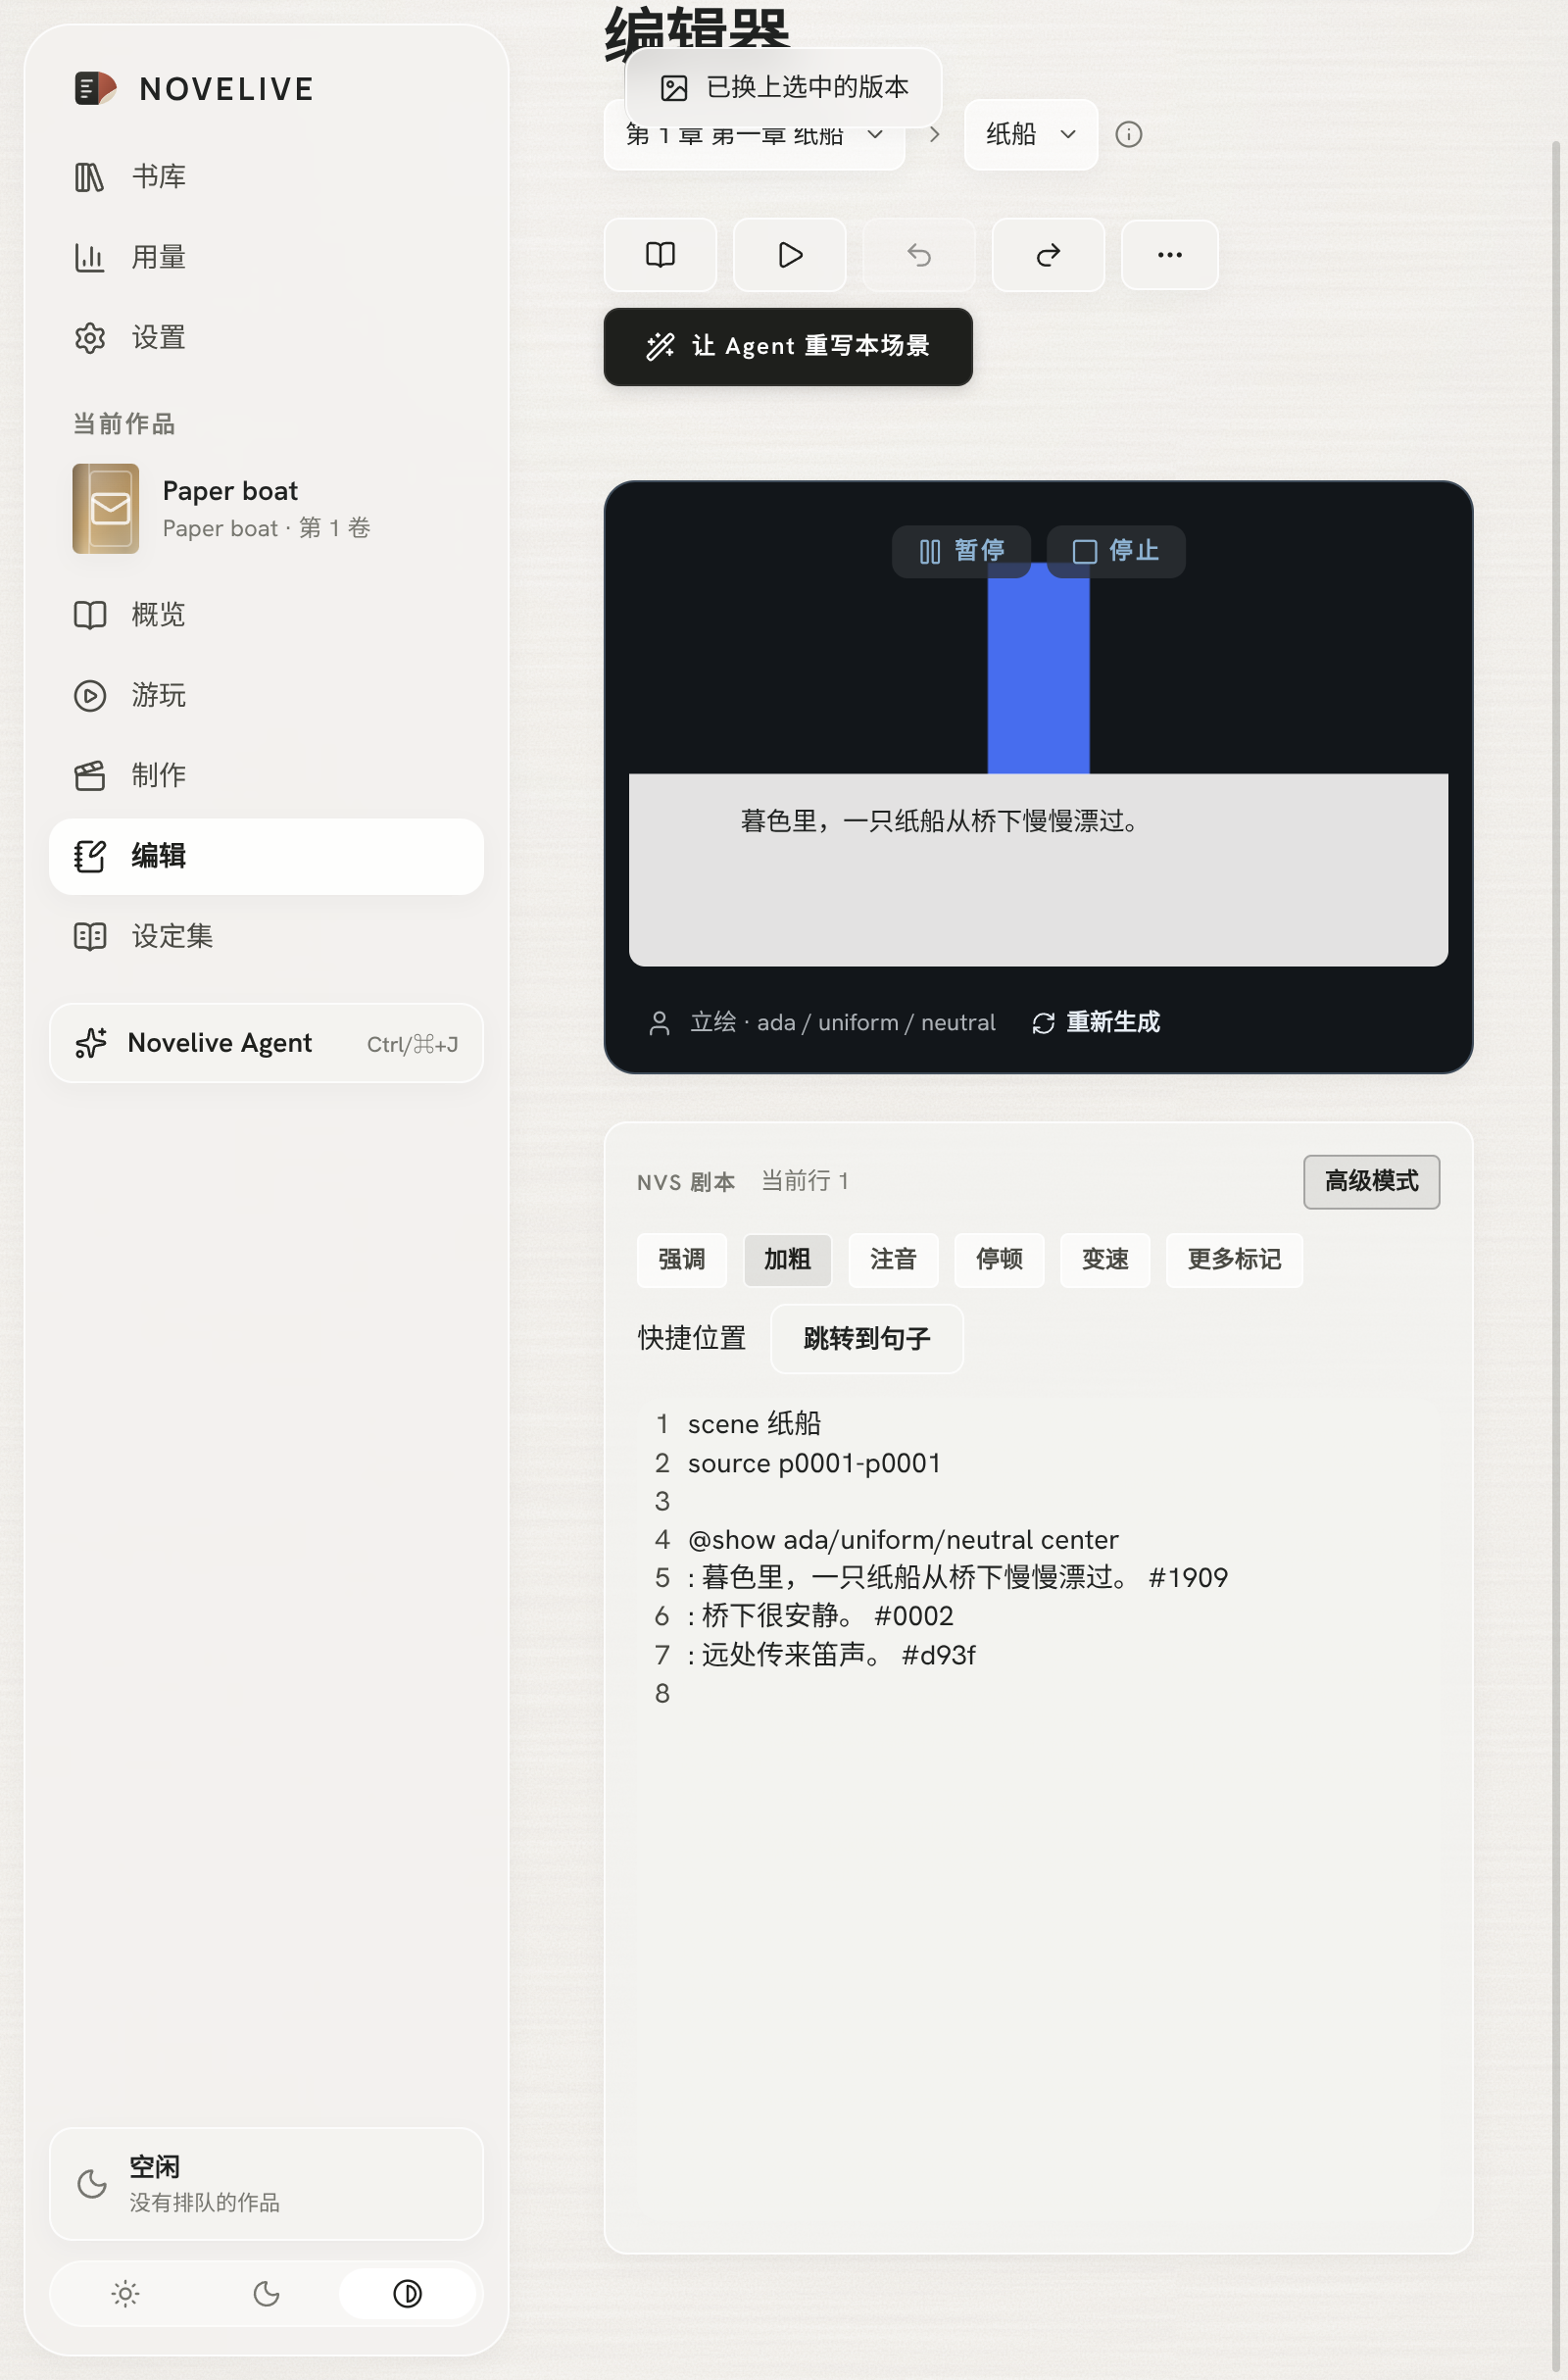 NOVELIVE
书库
用量
设置
当前作品
Paper boat
Paper boat · 第 1 卷
概览
游玩
制作
编辑
设定集
Novelive Agent Ctrl/⌘+J
空闲
没有排队的作品
编辑器
已换上选中的版本
第 1 章 第一章 纸船
纸船
让 Agent 重写本场景
暂停 停止
暮色里，一只纸船从桥下慢慢漂过。
立绘 · ada / uniform / neutral 重新生成
NVS 剧本 当前行 1 高级模式
强调 加粗 注音 停顿 变速 更多标记
快捷位置 跳转到句子
1 scene 纸船
2 source p0001-p0001
3
4 @show ada/uniform/neutral center
5 : 暮色里，一只纸船从桥下慢慢漂过。 #1909
6 : 桥下很安静。 #0002
7 : 远处传来笛声。 #d93f
8